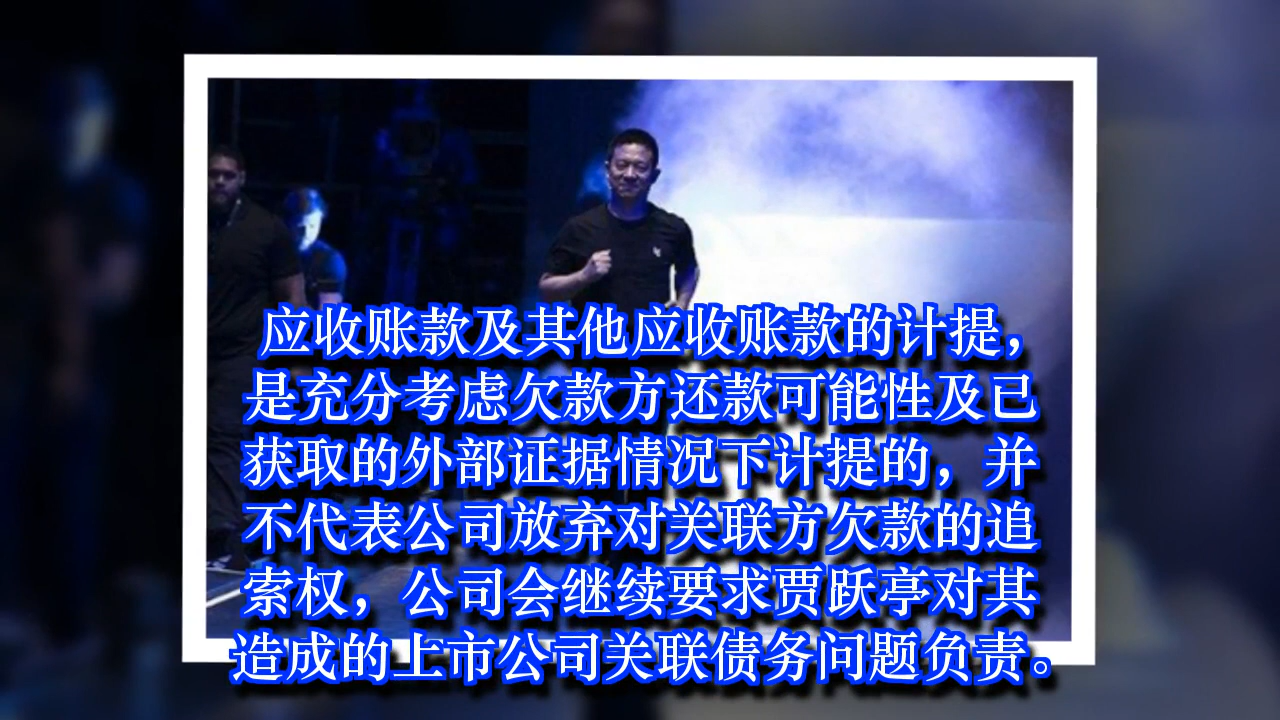 应收账款及其他应收账款的计提，
是充分考虑欠款方还款可能性及已
获取的外部证据情况下计提的，并
不代表公司放弃对关联方欠款的追
索权，公司会继续要求贾跃亭对其
造成的上市公司关联债务问题负责。